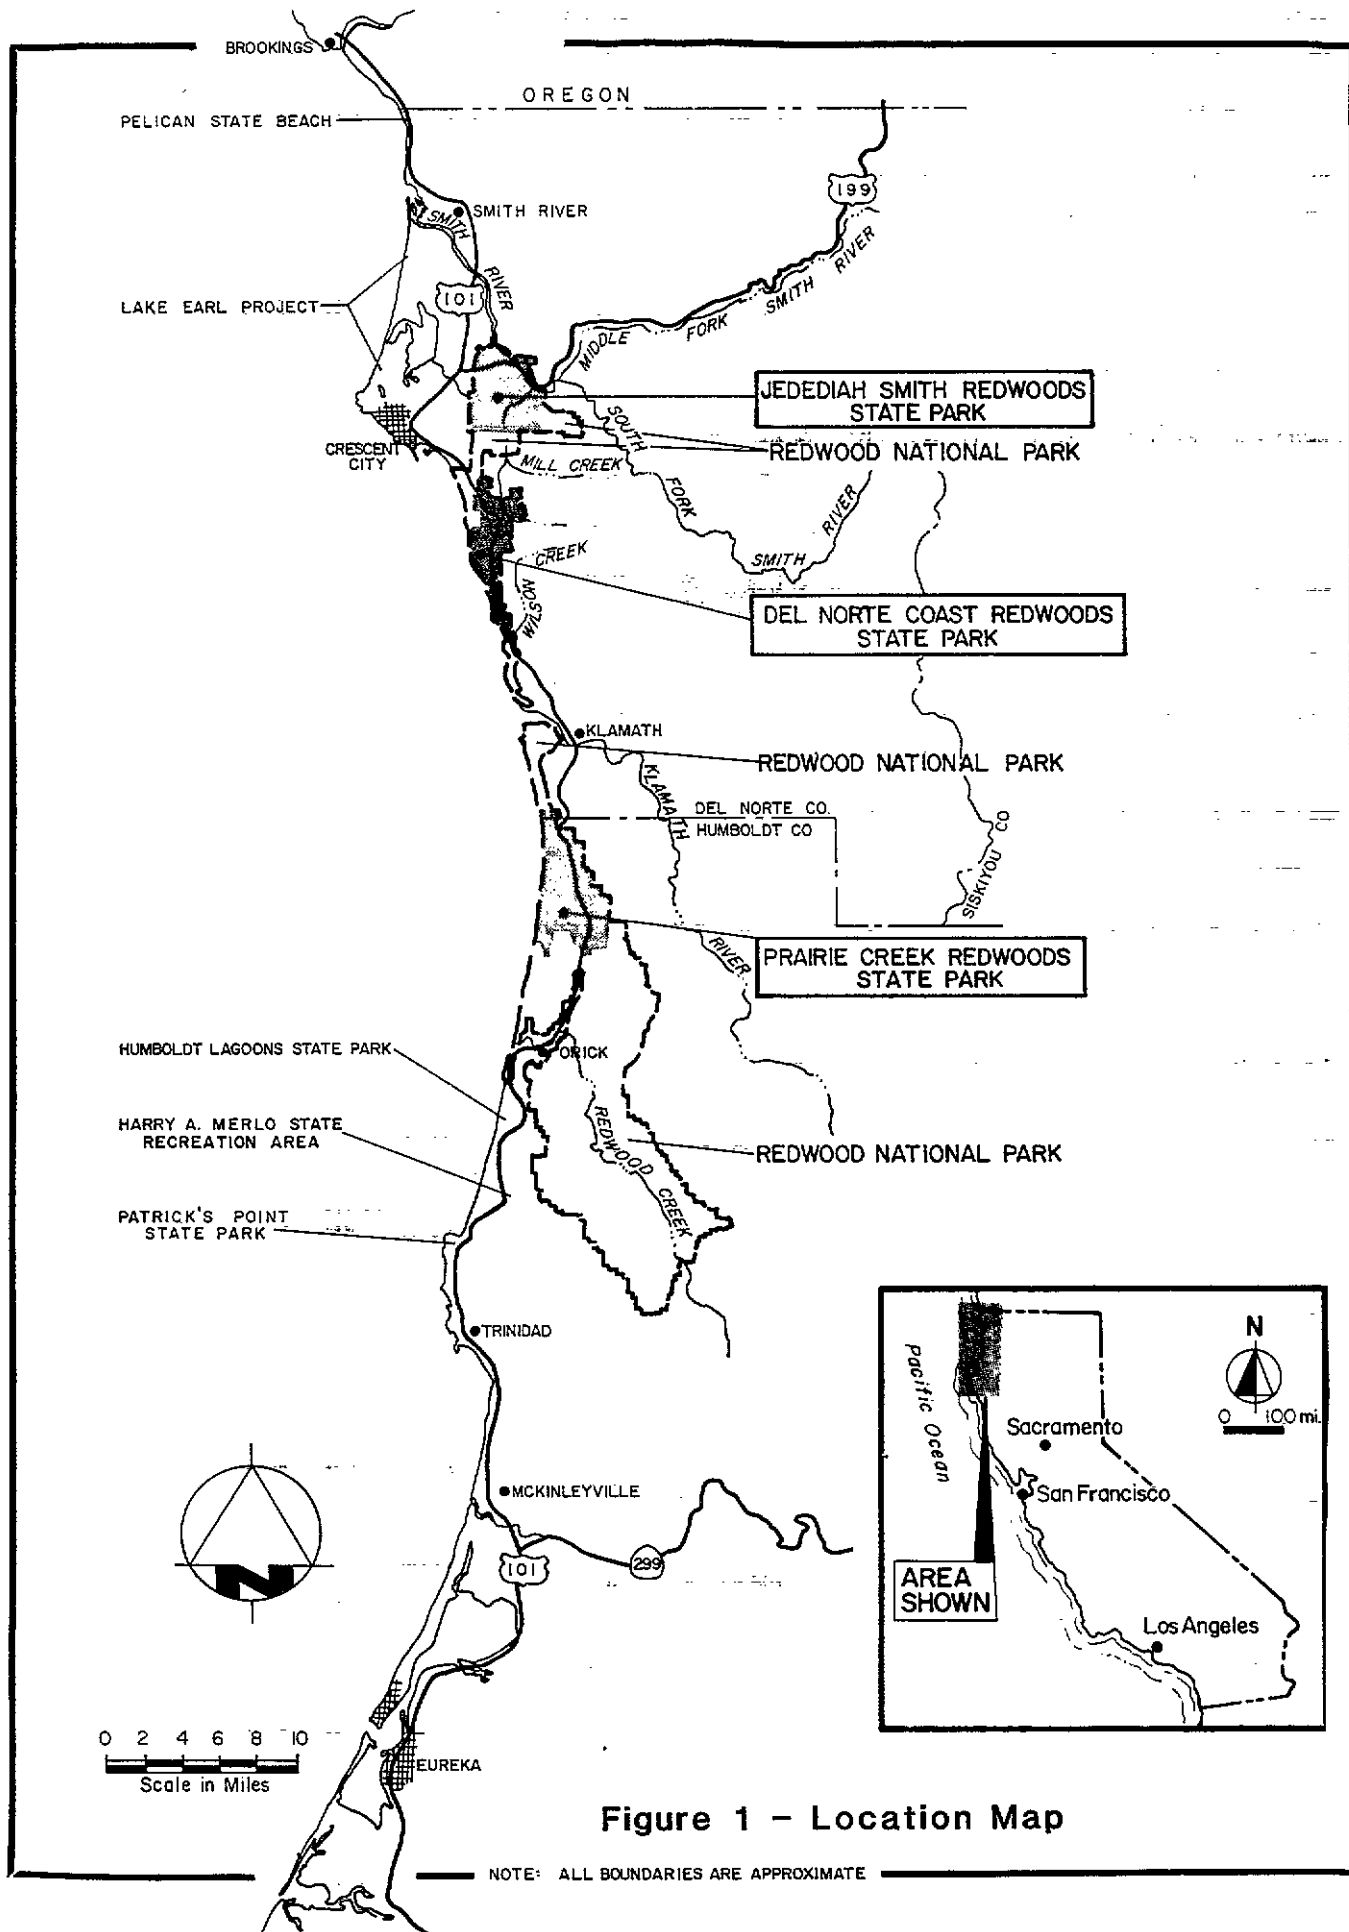 BROOKINGS
OREGON
PELICAN STATE BEACH
199
SMITH RIVER
SMITH
RIVER
LAKE EARL PROJECT
101
MIDDLE FORK SMITH RIVER
JEDEDIAH SMITH REDWOODS
STATE PARK
REDWOOD NATIONAL PARK
CRESCENT
CITY
MILL CREEK
SOUTH FORK SMITH RIVER
WILSON CREEK
DEL NORTE COAST REDWOODS
STATE PARK
KLAMATH
REDWOOD NATIONAL PARK
KLAMATH
RIVER
DEL NORTE CO.
HUMBOLDT CO
SISKIYOU CO
PRAIRIE CREEK REDWOODS
STATE PARK
HUMBOLDT LAGOONS STATE PARK
ORICK
HARRY A. MERLO STATE
RECREATION AREA
REDWOOD CREEK
REDWOOD NATIONAL PARK
PATRICK'S POINT
STATE PARK
TRINIDAD
MCKINLEYVILLE
299
101
N
0 2 4 6 8 10
Scale in Miles
EUREKA
Pacific Ocean
N
0 100 mi.
Sacramento
San Francisco
AREA
SHOWN
Los Angeles
Figure 1 – Location Map
NOTE: ALL BOUNDARIES ARE APPROXIMATE